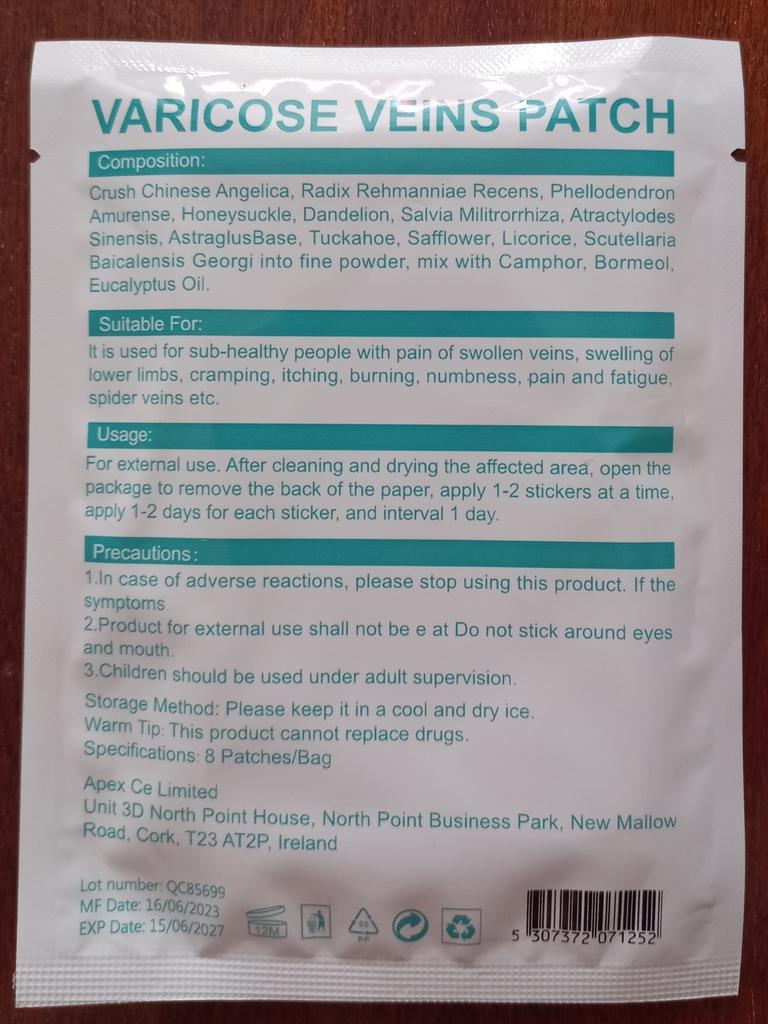 VARICOSE VEINS PATCH
Composition:
Crush Chinese Angelica, Radix Rehmanniae Recens, Phellodendron
Amurense, Honeysuckle, Dandelion, Salvia Militrorrhiza, Atractylodes
Sinensis, AstraglusBase, Tuckahoe, Safflower, Licorice, Scutellaria
Baicalensis Georgi into fine powder, mix with Camphor, Bormeol,
Eucalyptus Oil.
Suitable For:
It is used for sub-healthy people with pain of swollen veins, swelling of
lower limbs, cramping, itching, burning, numbness, pain and fatigue,
spider veins etc.
Usage:
For external use. After cleaning and drying the affected area, open the
package to remove the back of the paper, apply 1-2 stickers at a time,
apply 1-2 days for each sticker, and interval 1 day.
Precautions:
1.In case of adverse reactions, please stop using this product. If the
symptoms
2.Product for external use shall not be e at Do not stick around eyes
and mouth.
3.Children should be used under adult supervision.
Storage Method: Please keep it in a cool and dry ice.
Warm Tip: This product cannot replace drugs.
Specifications: 8 Patches/Bag
Apex Ce Limited
Unit 3D North Point House, North Point Business Park, New Mallow
Road, Cork, T23 AT2P, Ireland
Lot number: QC85699
MF Date: 16/06/2023
EXP Date: 15/06/2027
12M
05
PP
5 307372 071252